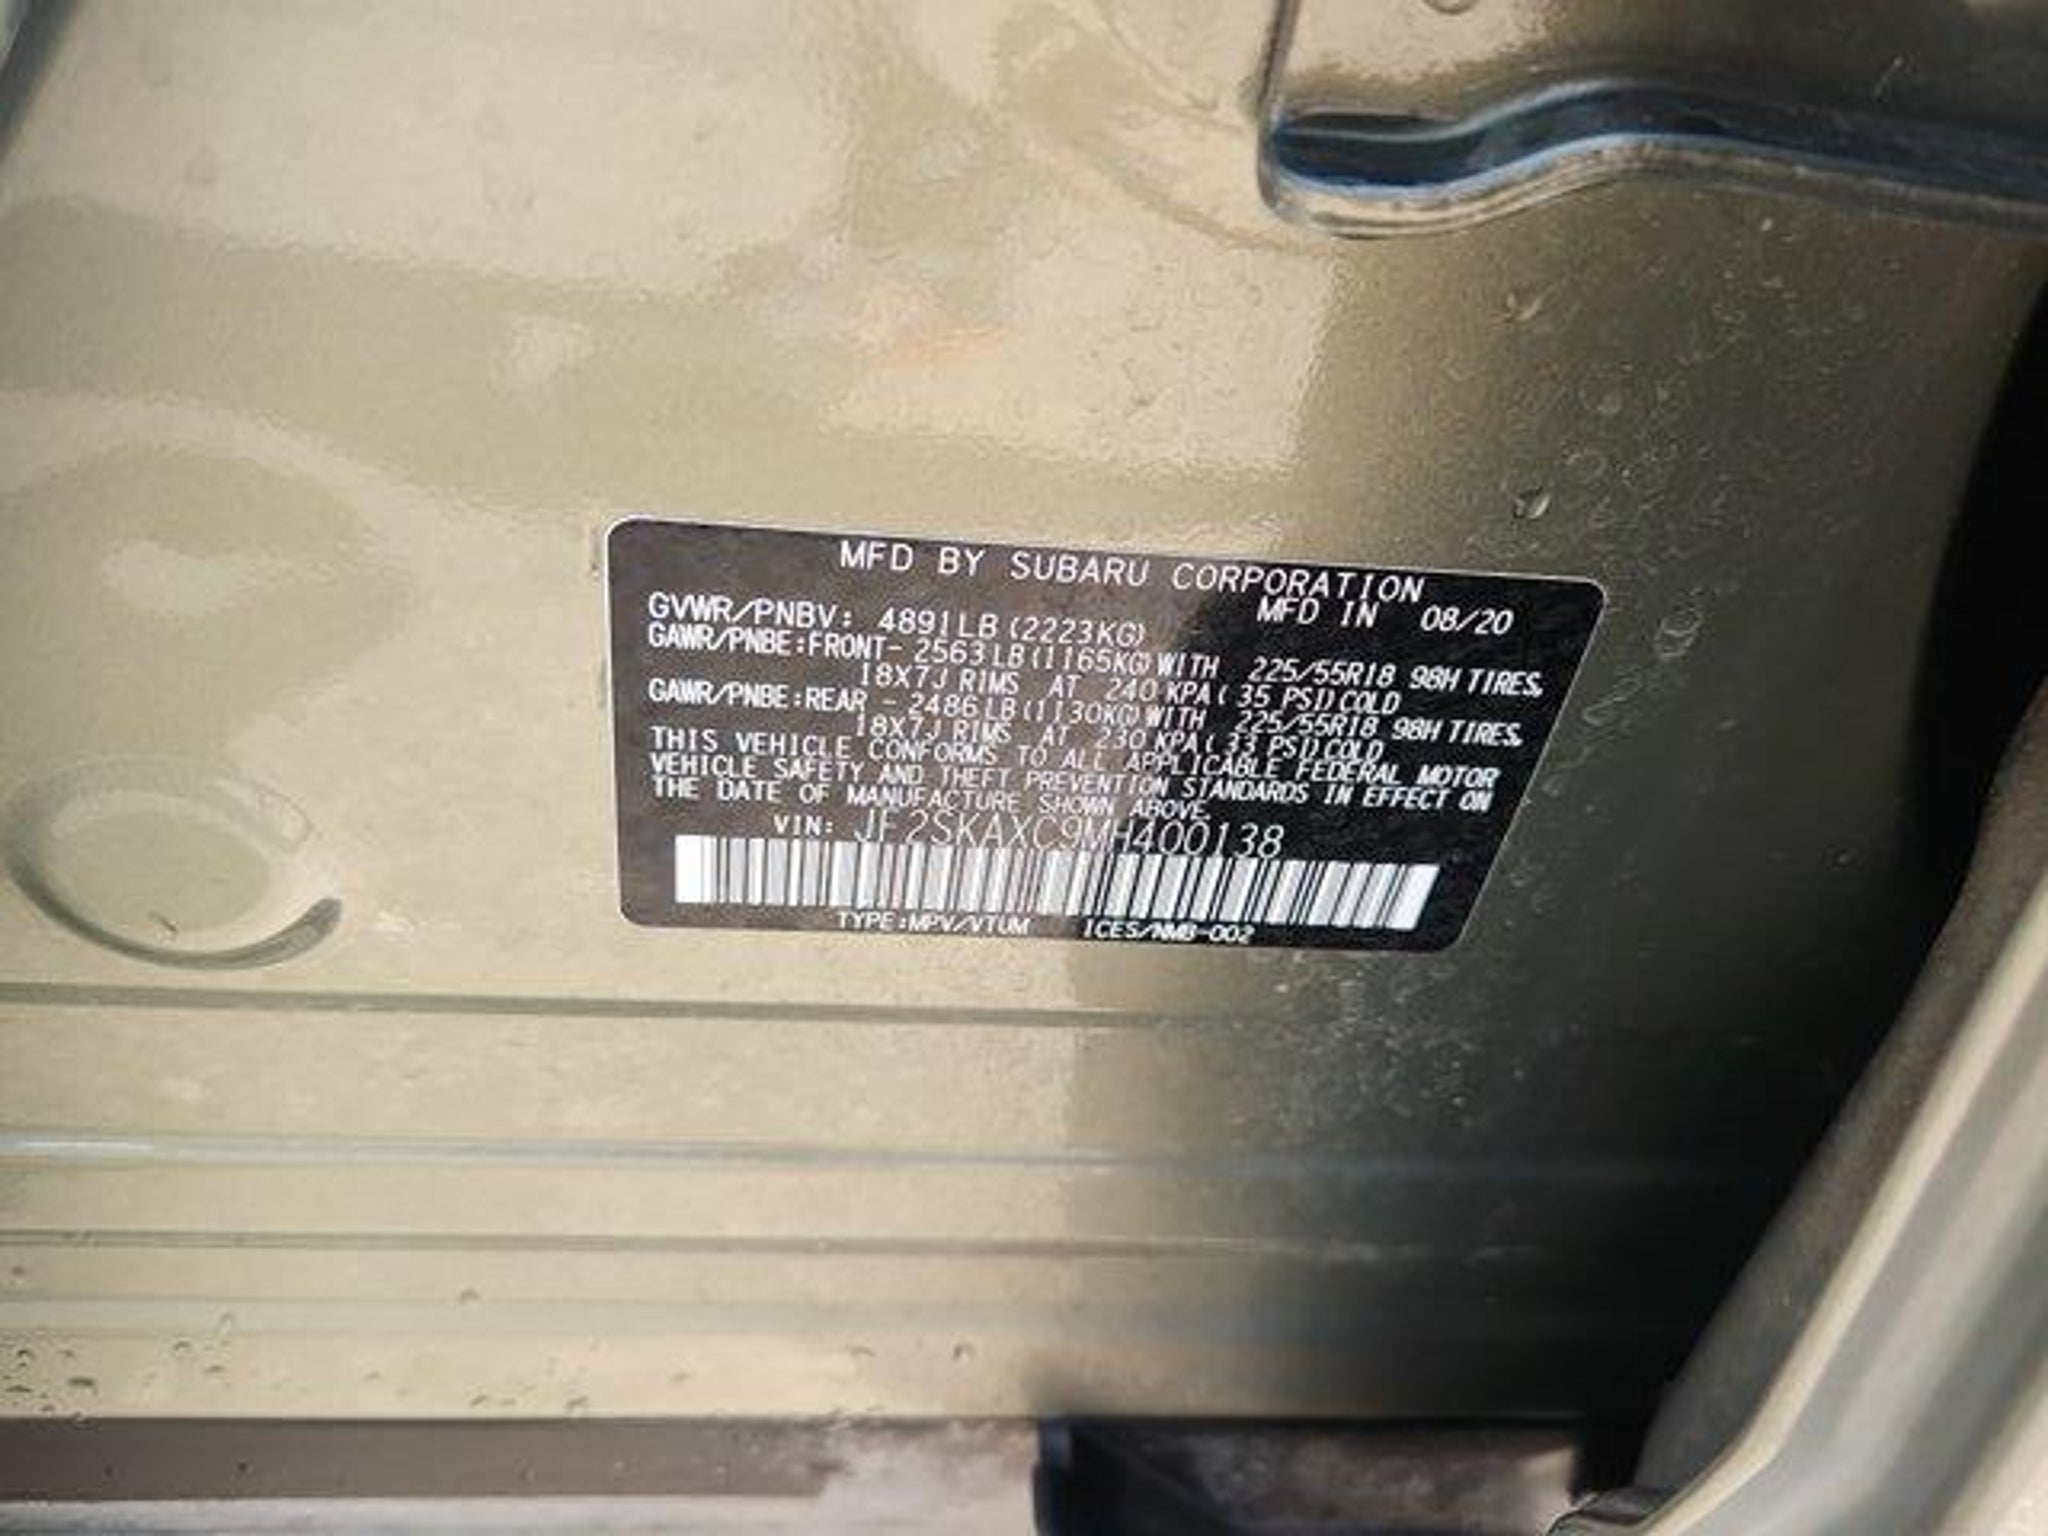 MFD BY SUBARU CORPORATION
GVWR/PNBV: 4891LB(2223KG) MFD IN 08/20
GAWR/PNBE:FRONT- 2563LB(1165KG)WITH 225/55R18 98H TIRES,
18X7J RIMS AT 240 KPA(35 PSI)COLD
GAWR/PNBE:REAR - 2486LB(1130KG)WITH 225/55R18 98H TIRES,
18X7J RIMS AT 230 KPA(33 PSI)COLD
THIS VEHICLE CONFORMS TO ALL APPLICABLE FEDERAL MOTOR
VEHICLE SAFETY AND THEFT PREVENTION STANDARDS IN EFFECT ON
THE DATE OF MANUFACTURE SHOWN ABOVE.
VIN: JF2SKAXC9MH400138
TYPE:MPV/VTUM ICES/NMB-002